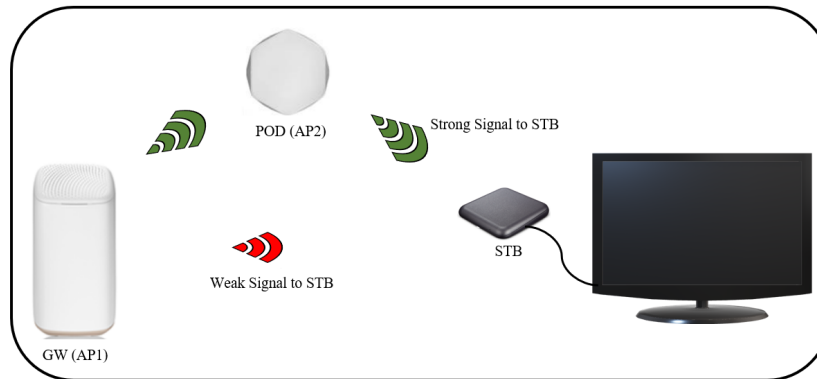 POD (AP2)
Strong Signal to STB
STB
Weak Signal to STB
GW (AP1)